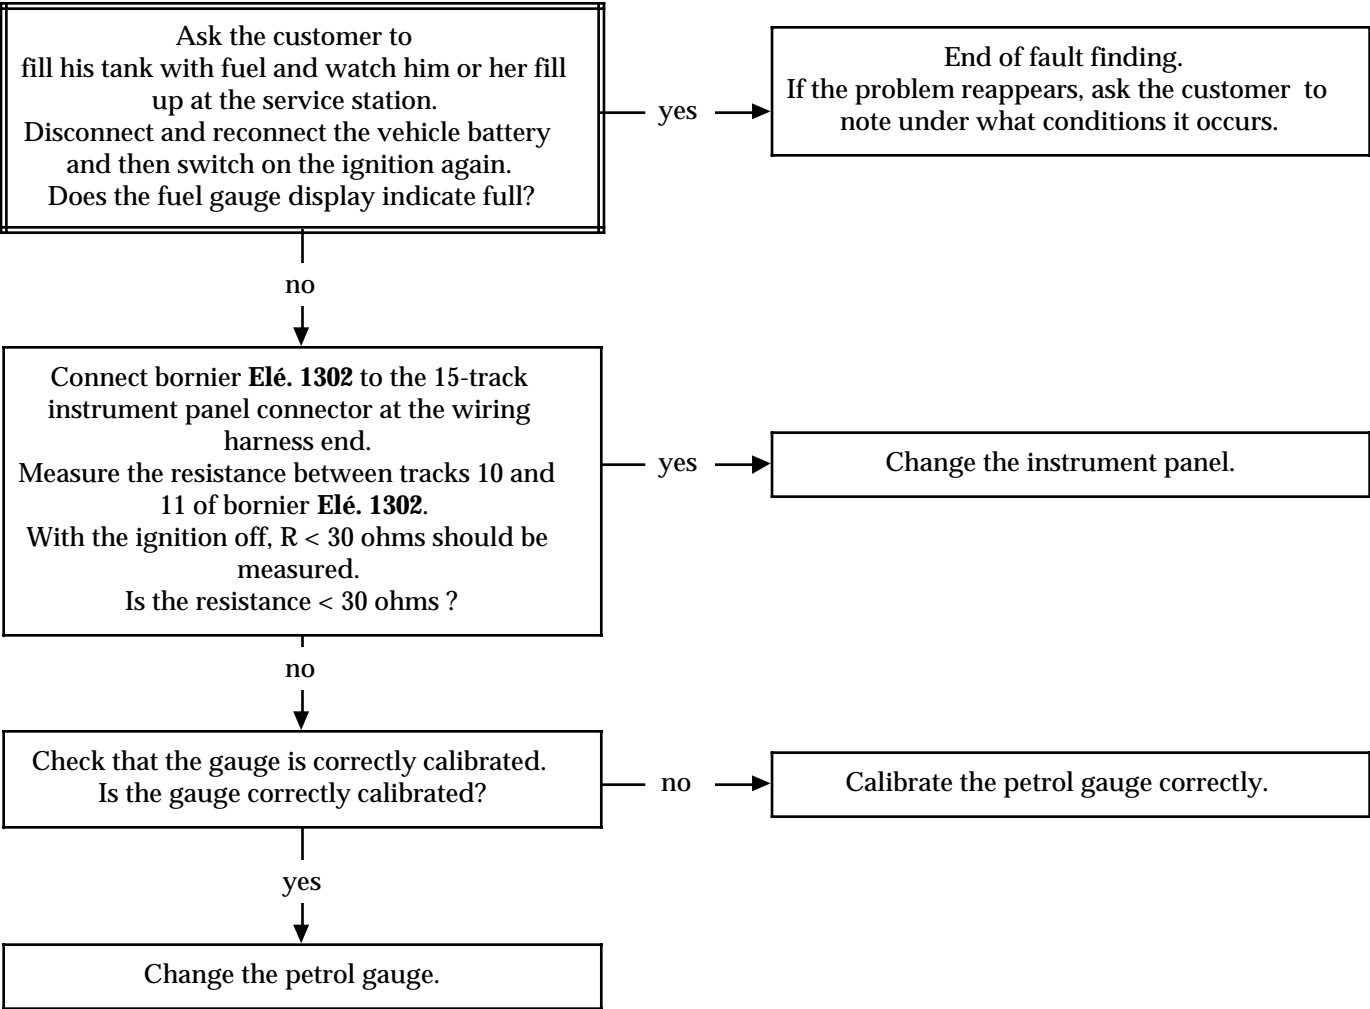 Ask the customer to
fill his tank with fuel and watch him or her fill
up at the service station.
Disconnect and reconnect the vehicle battery
and then switch on the ignition again.
Does the fuel gauge display indicate full?
yes
End of fault finding.
If the problem reappears, ask the customer to
note under what conditions it occurs.
no
Connect bornier Elé. 1302 to the 15-track
instrument panel connector at the wiring
harness end.
Measure the resistance between tracks 10 and
11 of bornier Elé. 1302.
With the ignition off, R < 30 ohms should be
measured.
Is the resistance < 30 ohms ?
yes
Change the instrument panel.
no
Check that the gauge is correctly calibrated.
Is the gauge correctly calibrated?
no
Calibrate the petrol gauge correctly.
yes
Change the petrol gauge.